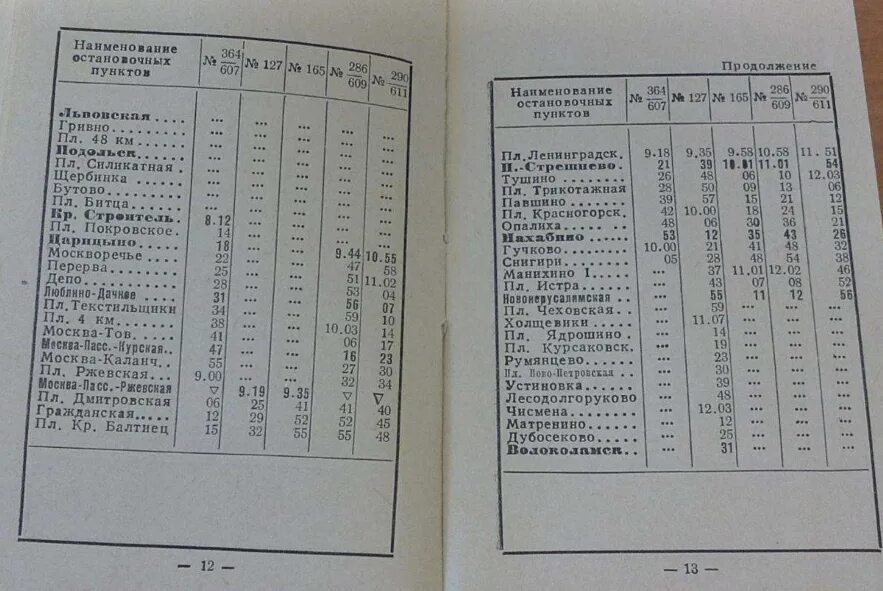 Наименование остановочных пунктов № 364/607 № 127 № 165 № 286/609 № 290/611
Львовская .... ... ... ... ... ...
Гривно ... ... ... ... ...
Пл. 48 км ... ... ... ... ...
Подольск ... ... ... ... ...
Пл. Силикатная ... ... ... ... ...
Щербинка ... ... ... ... ...
Бутово ... ... ... ... ...
Пл. Битца ... ... ... ... ...
Кр. Строитель. 8.12 ... ... ... ...
Пл. Покровское 14 ... ... ... ...
Царицыно 18 ... ... 9.44 10.55
Москворечье 22 ... ... 47 58
Перерва 25 ... ... 51 11.02
Депо 28 ... ... 53 04
Люблино-Дачное 31 ... ... 56 07
Пл. Текстильщики 34 ... ... 59 10
Пл. 4 км 38 ... ... 10.03 14
Москва-Тов. 41 ... ... 06 17
Москва-Пасс.-Курская 47 ... ... 16 23
Москва-Каланч. 55 ... ... 27 30
Пл. Ржевская 9.00 ... ... 32 34
Москва-Пасс.-Ржевская ▽ 9.19 9.35 ▽ ▽
Пл. Дмитровская 06 25 41 41 40
Гражданская 12 29 52 52 45
Пл. Кр. Балтиец 15 32 55 55 48
— 12 —
Продолжение
Наименование остановочных пунктов № 364/607 № 127 № 165 № 286/609 № 290/611
Пл. Ленинградск. 9.18 9.35 9.58 10.58 11.51
П.-Стрешнево 21 39 10.01 11.01 54
Тушино 26 48 06 10 12.03
Пл. Трикотажная 28 50 09 13 06
Павшино 39 57 15 21 12
Пл. Красногорск. 42 10.00 18 24 15
Опалиха 48 06 30 36 21
Нахабино 53 12 35 43 26
Гучково 10.00 21 41 48 32
Снигири 05 28 48 54 38
Манихино I ... 37 11.01 12.02 46
Пл. Истра ... 43 07 08 52
Новоиерусалимская ... 55 11 12 56
Пл. Чеховская ... 59 ... ... ...
Холщевики ... 11.07 ... ... ...
Пл. Ядрошино ... 14 ... ... ...
Пл. Курсаковск. ... 19 ... ... ...
Румянцево ... 23 ... ... ...
Пл. Ново-Петровская ... 30 ... ... ...
Устиновка ... 39 ... ... ...
Лесодолгоруково ... 48 ... ... ...
Чисмена ... 12.03 ... ... ...
Матренино ... 12 ... ... ...
Дубосеково ... 25 ... ... ...
Волоколамск ... 31 ... ... ...
— 13 —